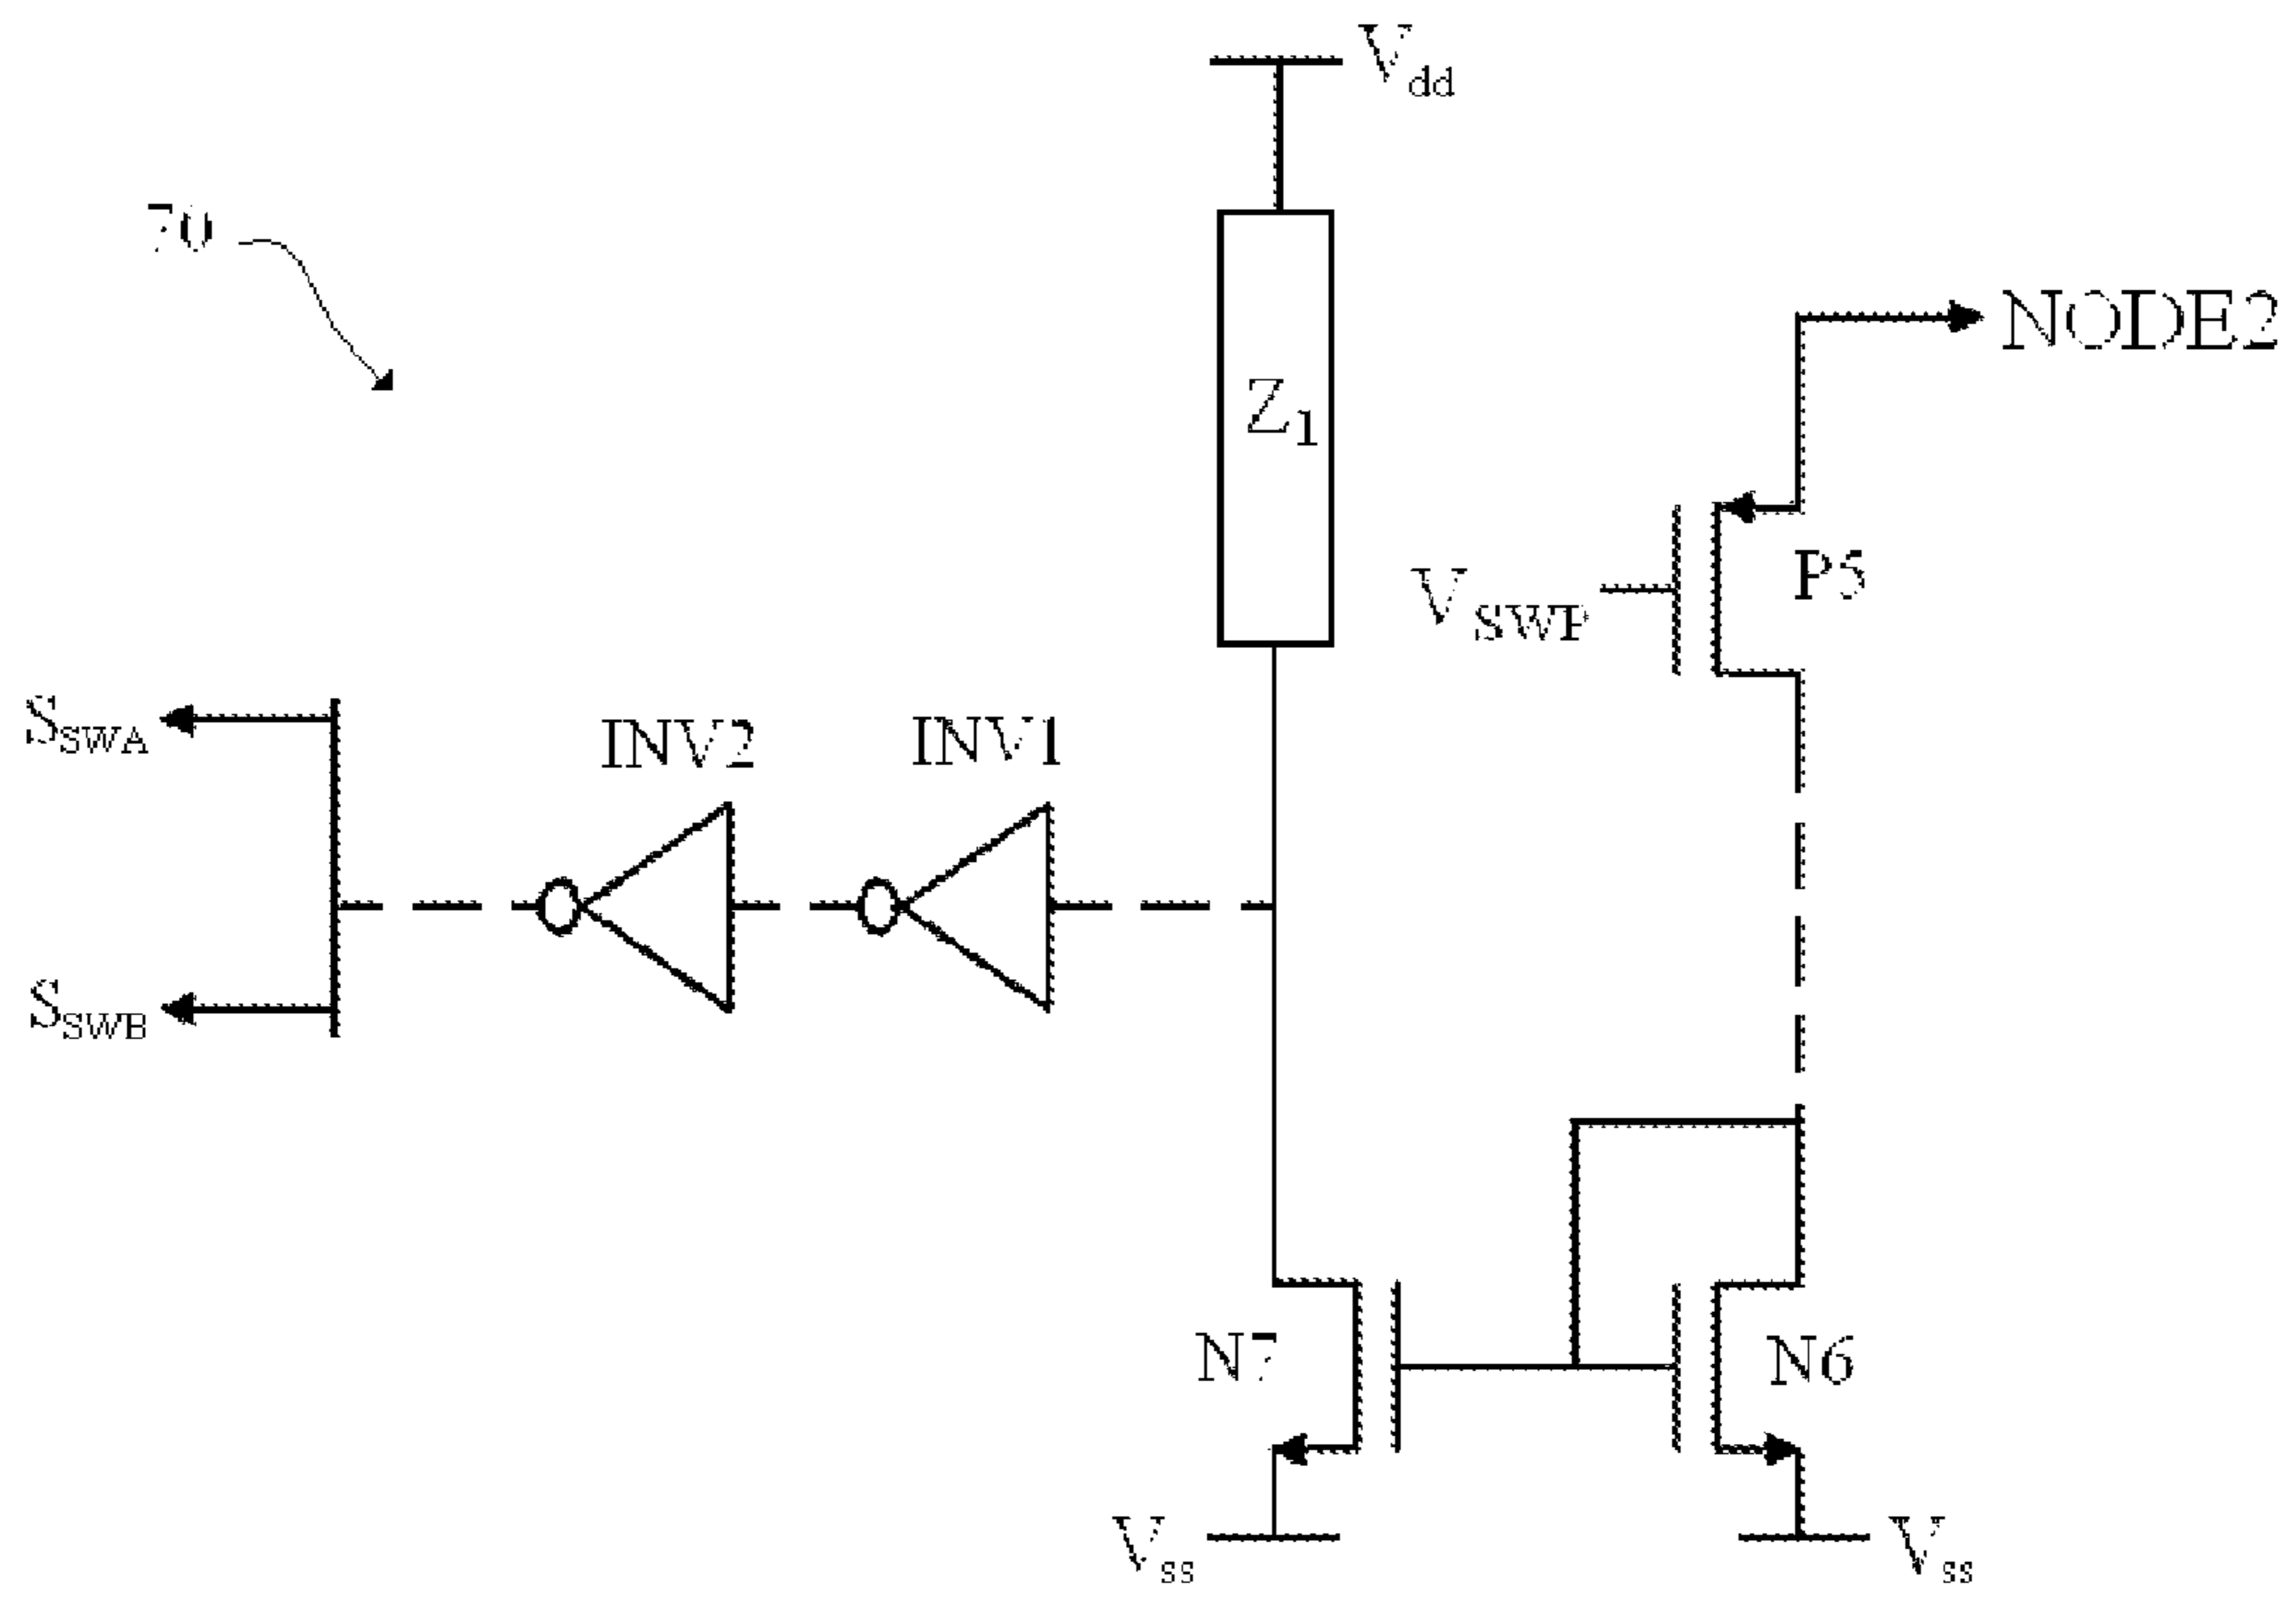 Vdd
70
NODE2
Z1
P5
VSWP
SSWA
INV2
INV1
SSWB
N7
N6
Vss
Vss